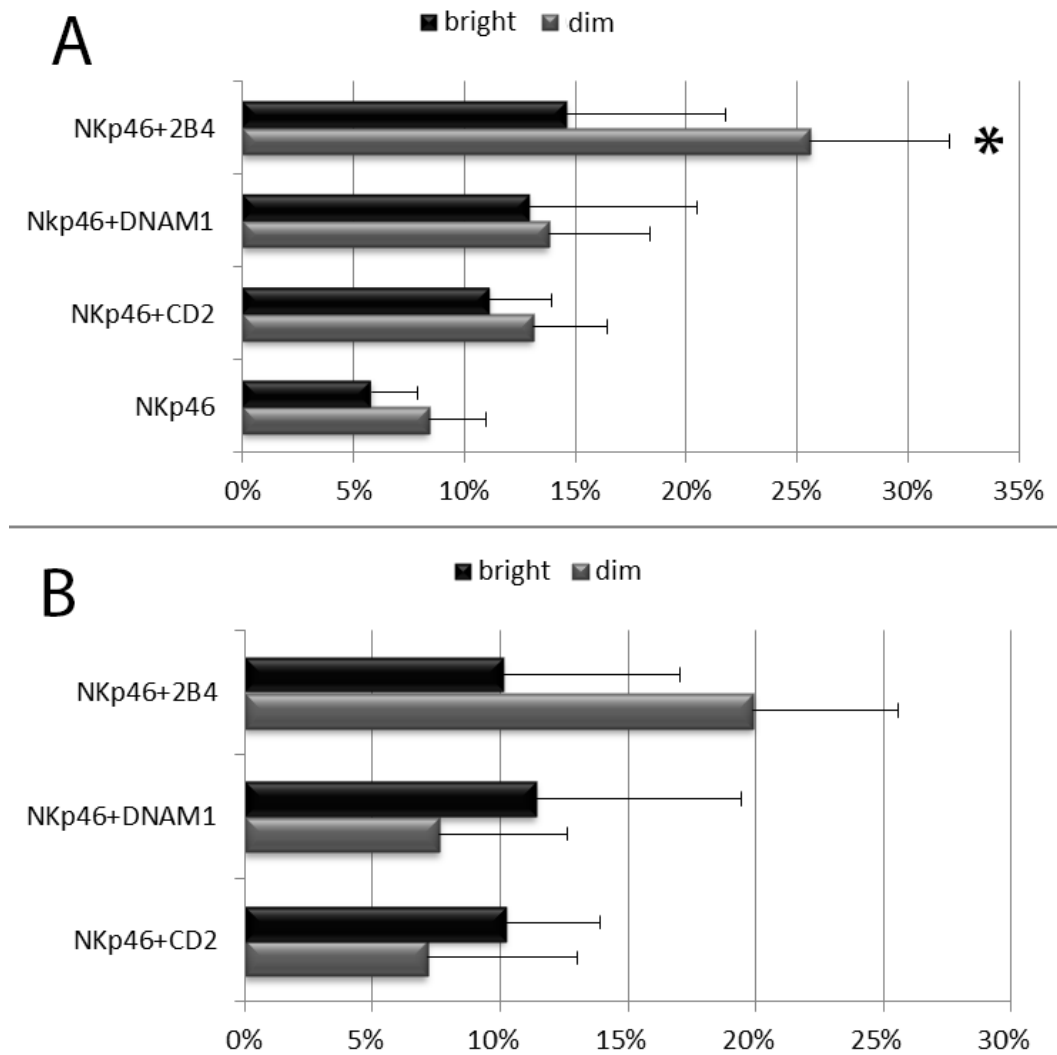 A
bright dim
NKp46+2B4
*
Nkp46+DNAM1
NKp46+CD2
NKp46
0% 5% 10% 15% 20% 25% 30% 35%
B
bright dim
NKp46+2B4
NKp46+DNAM1
NKp46+CD2
0% 5% 10% 15% 20% 25% 30%